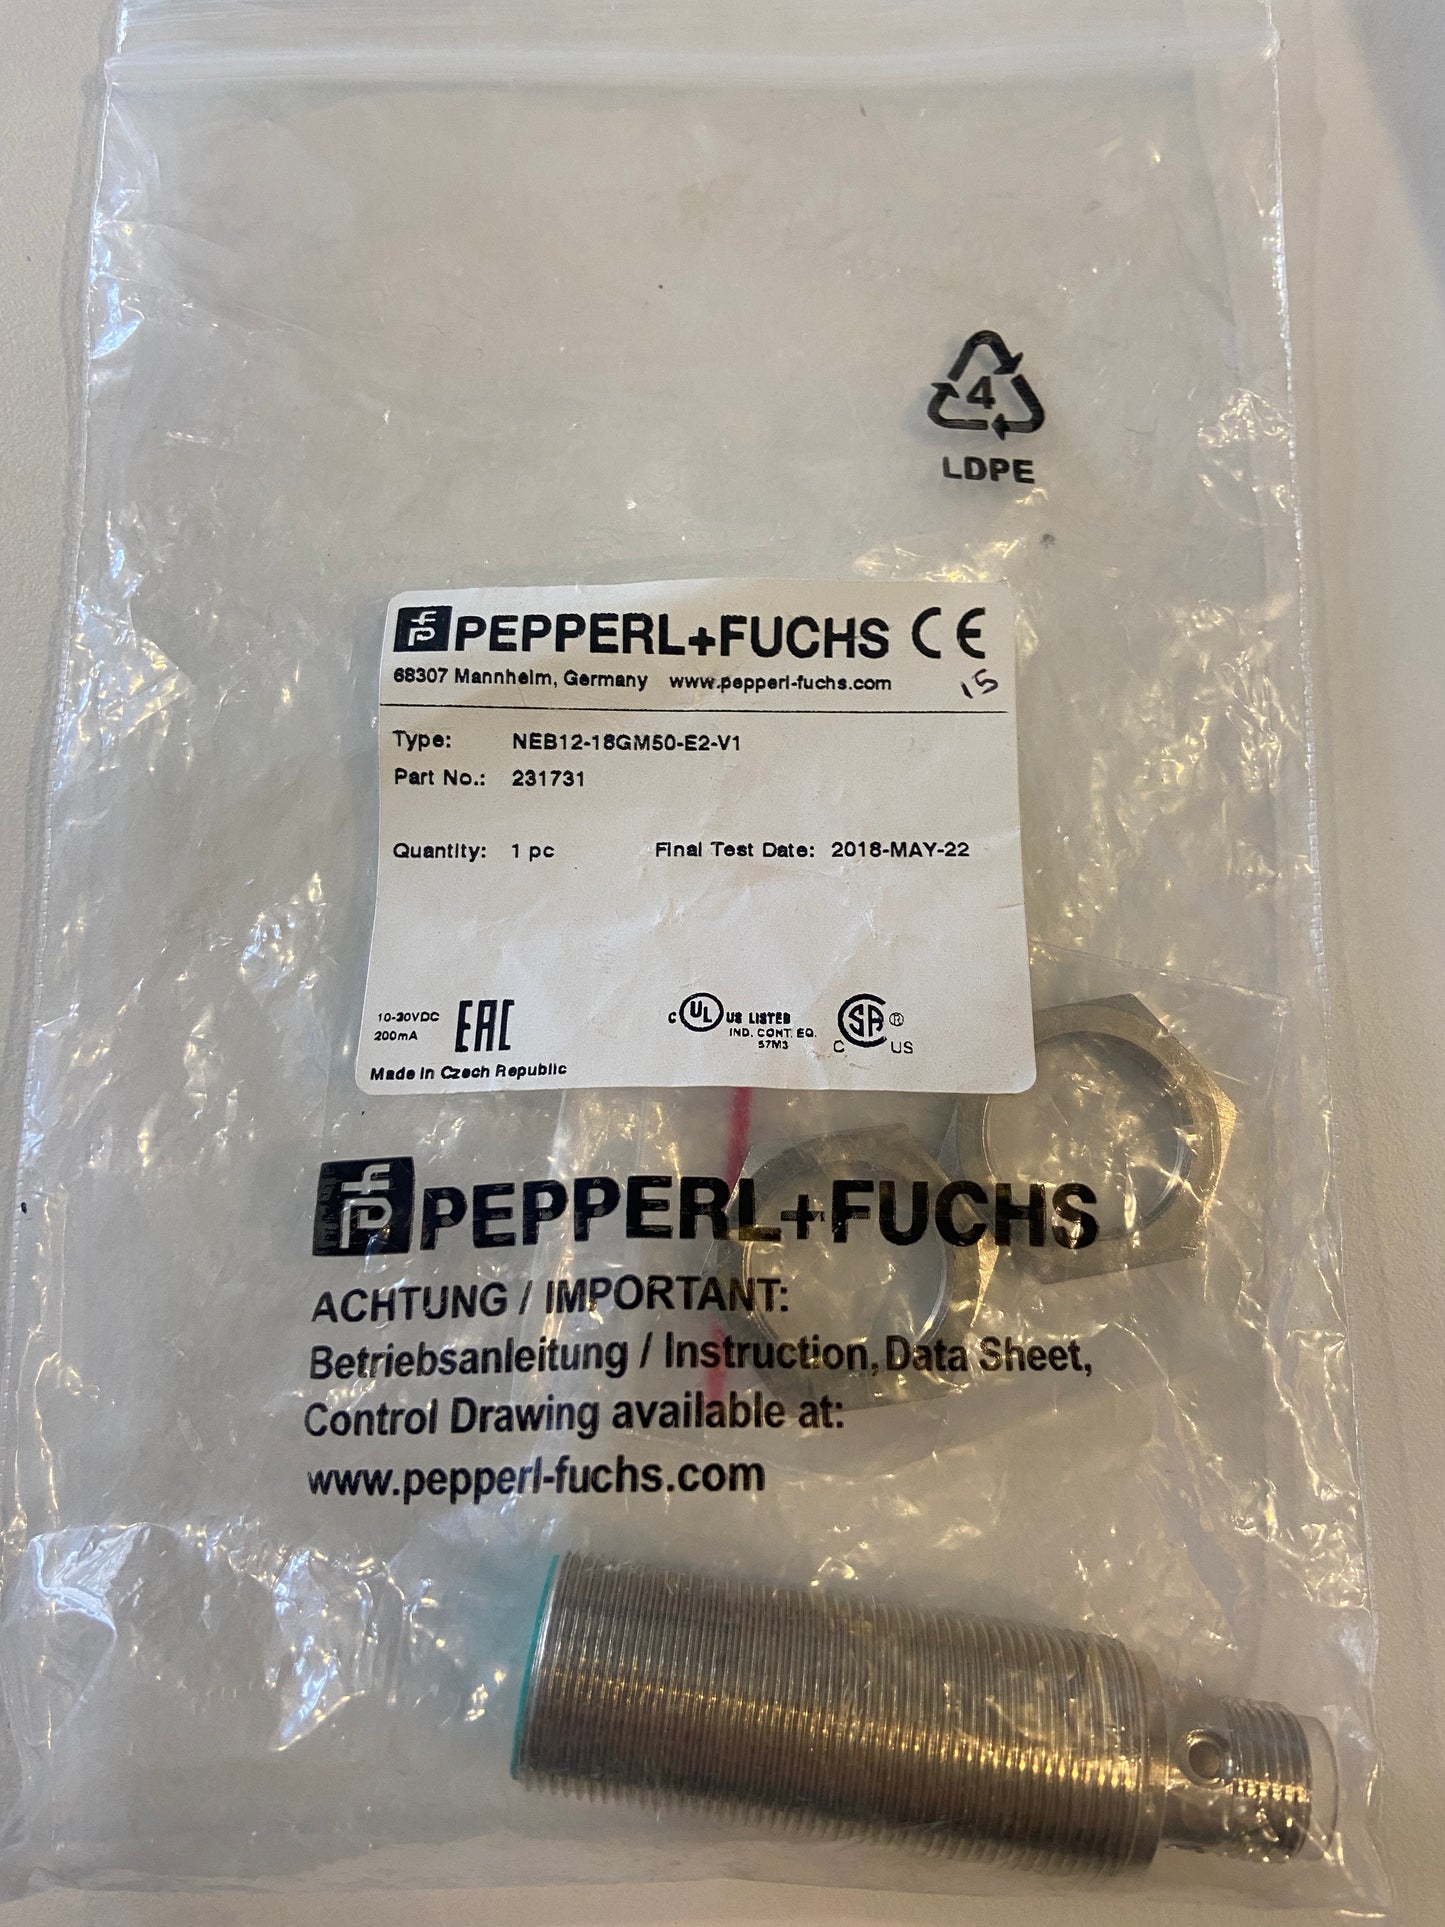 4
LDPE
PEPPERL+FUCHS CE
68307 Mannheim, Germany www.pepperl-fuchs.com
15
Type: NEB12-18GM50-E2-V1
Part No.: 231731
Quantity: 1 pc Final Test Date: 2018-MAY-22
10-30VDC
200mA
EAC
C UL US LISTED
IND. CONT. EQ.
57M3
C SA ® US
Made in Czech Republic
PEPPERL+FUCHS
ACHTUNG / IMPORTANT:
Betriebsanleitung / Instruction, Data Sheet,
Control Drawing available at:
www.pepperl-fuchs.com